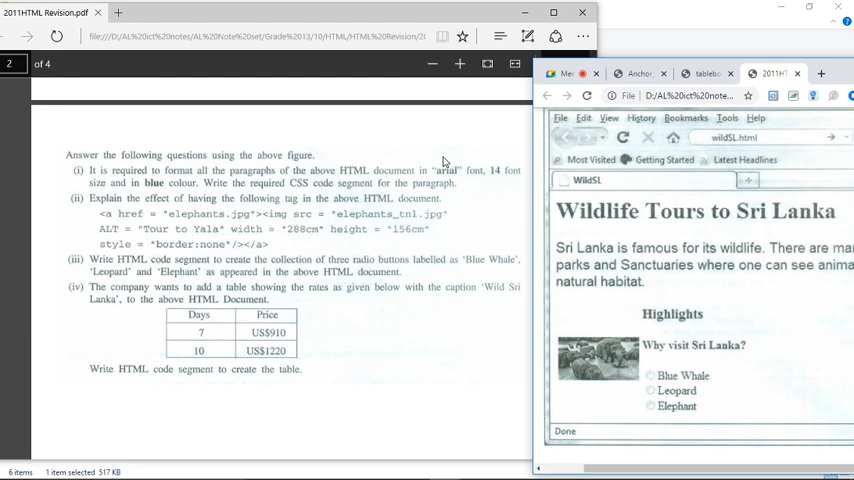 2011HTML Revision.pdf
file:///D:/AL%20ict%20notes/AL%20Note%20set/Grade%2013/10/HTML/HTML%20Revision/2(
2 of 4
Answer the following questions using the above figure.
(i) It is required to format all the paragraphs of the above HTML document in "arial" font, 14 font
size and in blue colour. Write the required CSS code segment for the paragraph.
(ii) Explain the effect of having the following tag in the above HTML document.
<a href = "elephants.jpg"><img src = "elephants_tn1.jpg"
ALT = "Tour to Yala" width = "288cm" height = "156cm"
style = "border:none"/></a>
(iii) Write HTML code segment to create the collection of three radio buttons labelled as 'Blue Whale',
'Leopard' and 'Elephant' as appeared in the above HTML document.
(iv) The company wants to add a table showing the rates as given below with the caption 'Wild Sri
Lanka', to the above HTML Document.
Days Price
7 US$910
10 US$1220
Write HTML code segment to create the table.
6 items 1 item selected 517 KB
Mee Anchor, tablebo 2011HT
File D:/AL%20ict%20note...
File Edit View History Bookmarks Tools Help
wildSL.html
Most Visited Getting Started Latest Headlines
WildSL
Wildlife Tours to Sri Lanka
Sri Lanka is famous for its wildlife. There are mar
parks and Sanctuaries where one can see anima
natural habitat.
Highlights
Why visit Sri Lanka?
Blue Whale
Leopard
Elephant
Done